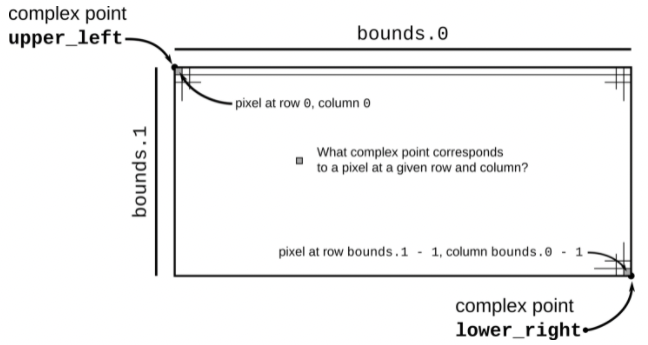 complex point
upper_left
bounds.0
pixel at row 0, column 0
bounds.1
What complex point corresponds
to a pixel at a given row and column?
pixel at row bounds.1 - 1, column bounds.0 - 1
complex point
lower_right